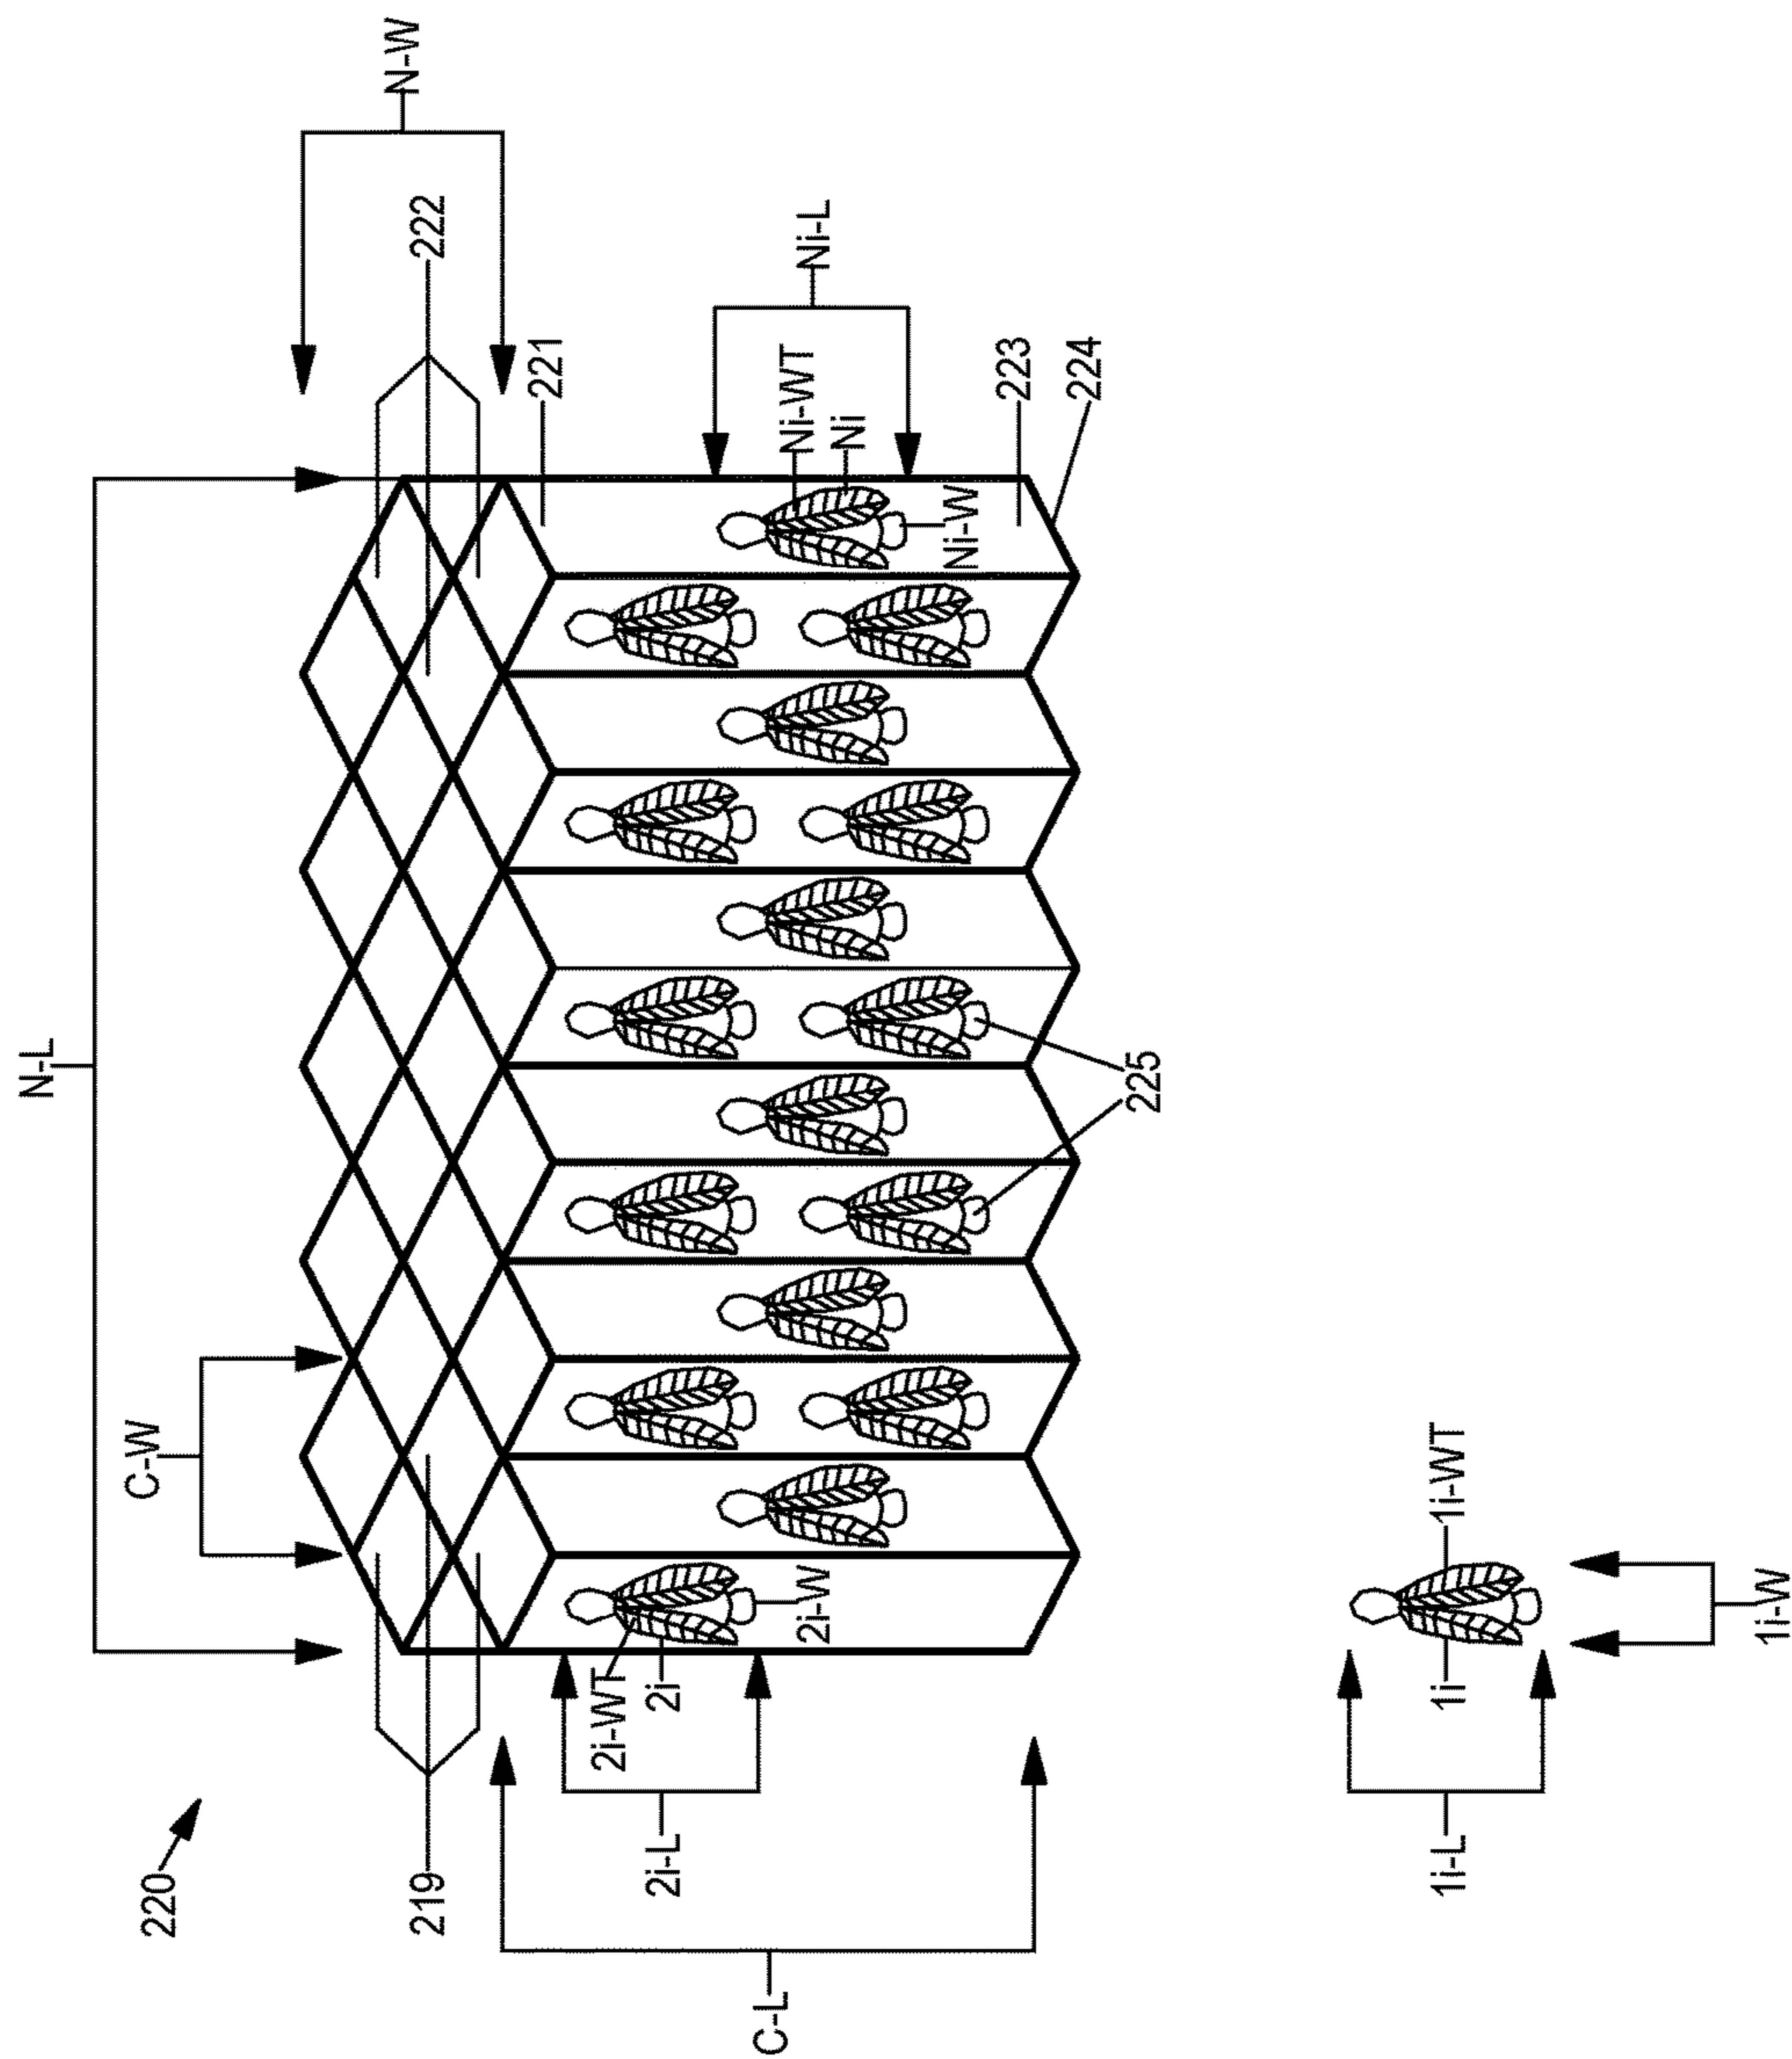 N-L
N-W
C-W
222
220
219
221
Ni-L
Ni-WT
Ni
Ni-W
223
224
2i-WT
2i
2i-W
2i-L
225
C-L
1i-WT
1i
1i-L
1i-W